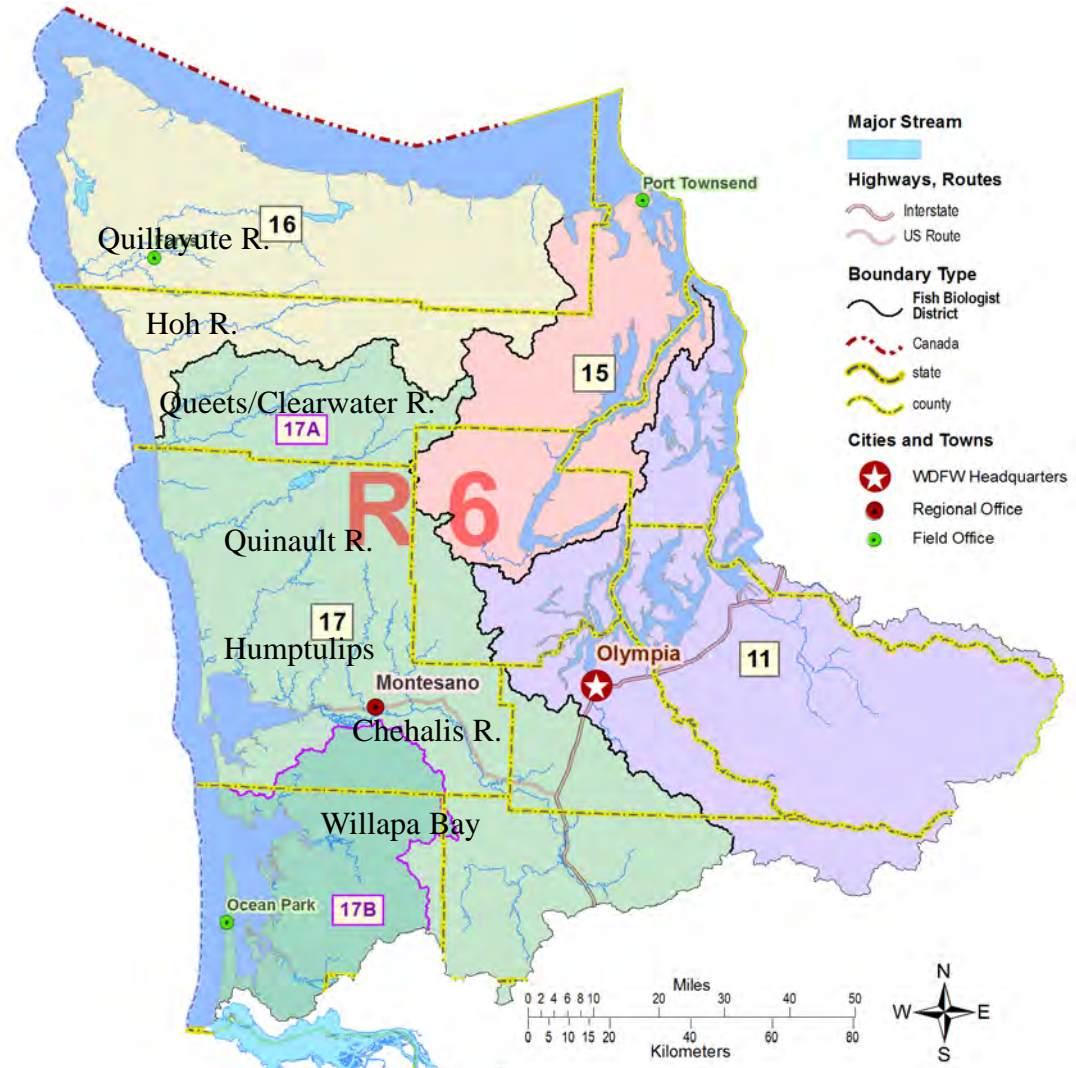 Port Townsend
16
Quillayute R.
Hoh R.
15
Queets/Clearwater R.
17A
R 6
Quinault R.
17
Humptulips
Olympia
11
Montesano
Chehalis R.
Willapa Bay
Ocean Park
17B
Major Stream
Highways, Routes
Interstate
US Route
Boundary Type
Fish Biologist
District
Canada
state
county
Cities and Towns
WDFW Headquarters
Regional Office
Field Office
Miles
0 2 4 6 8 10 20 30 40 50
0 5 10 15 20 40 60 80
Kilometers
N
W
E
S